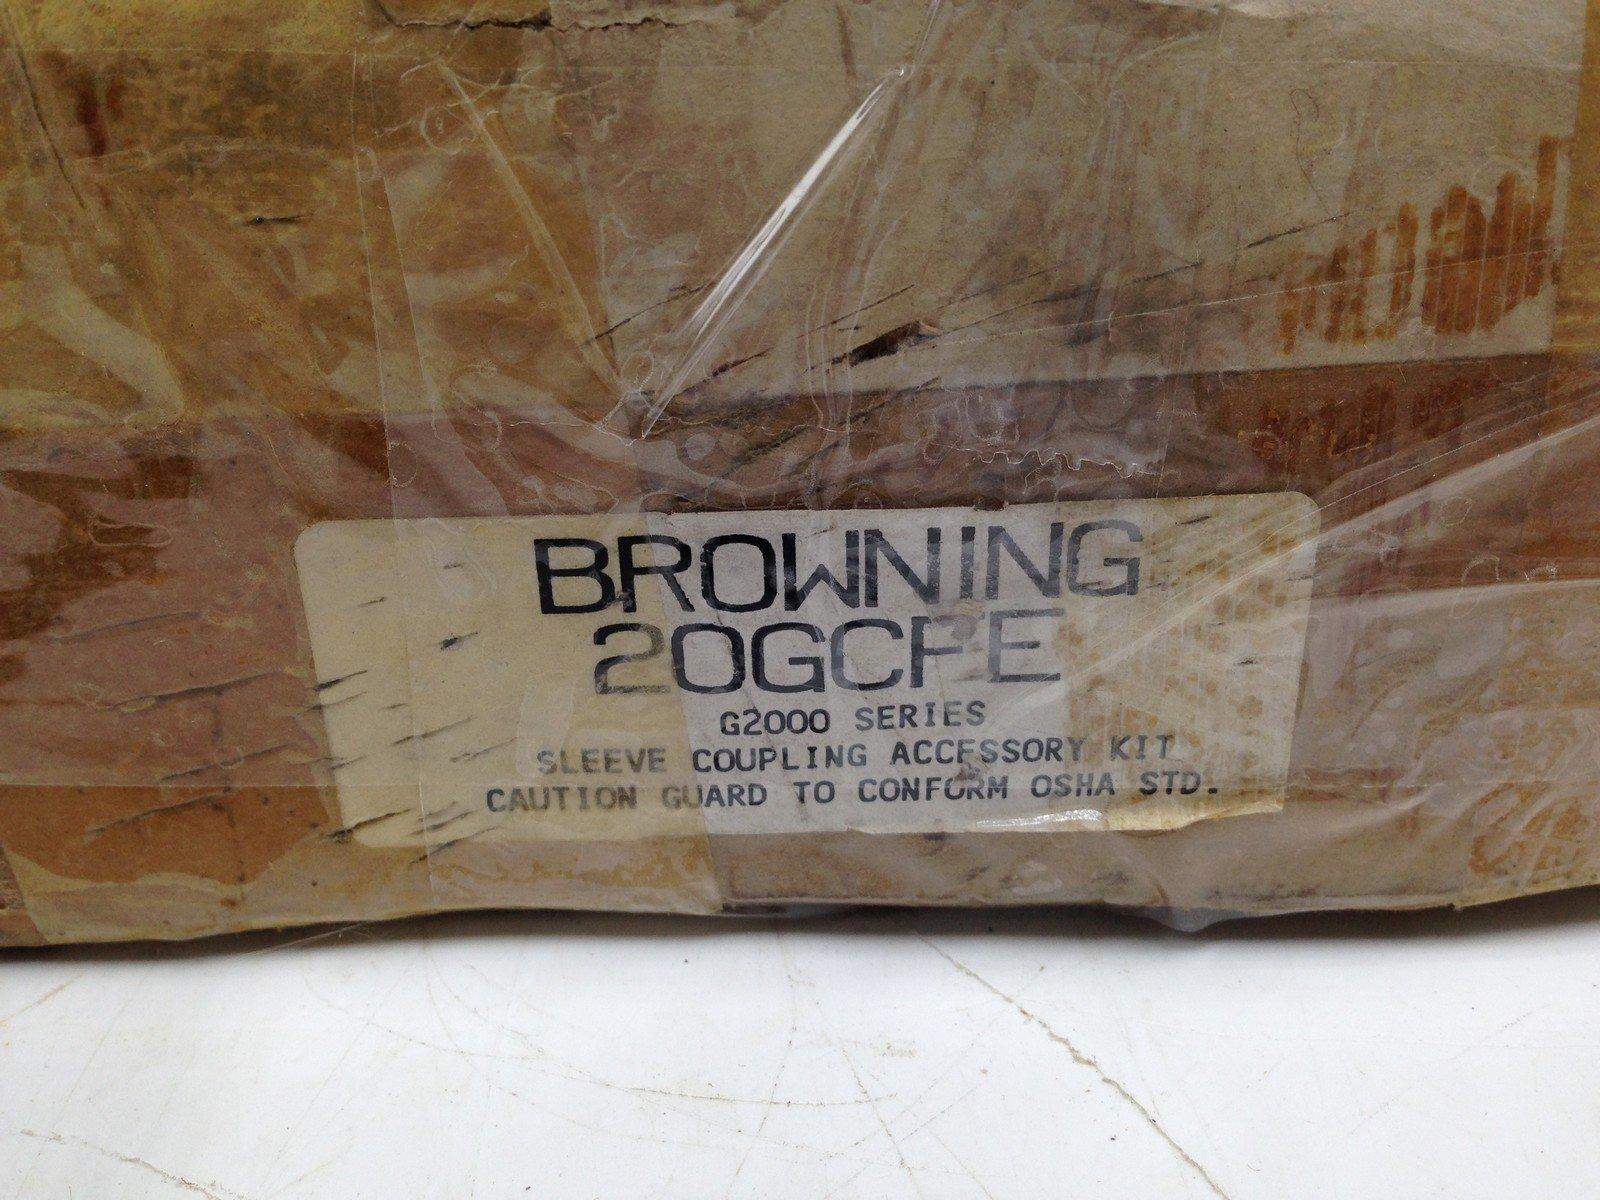 BROWNING
20GCFE
G2000 SERIES
SLEEVE COUPLING ACCESSORY KIT
CAUTION GUARD TO CONFORM OSHA STD.